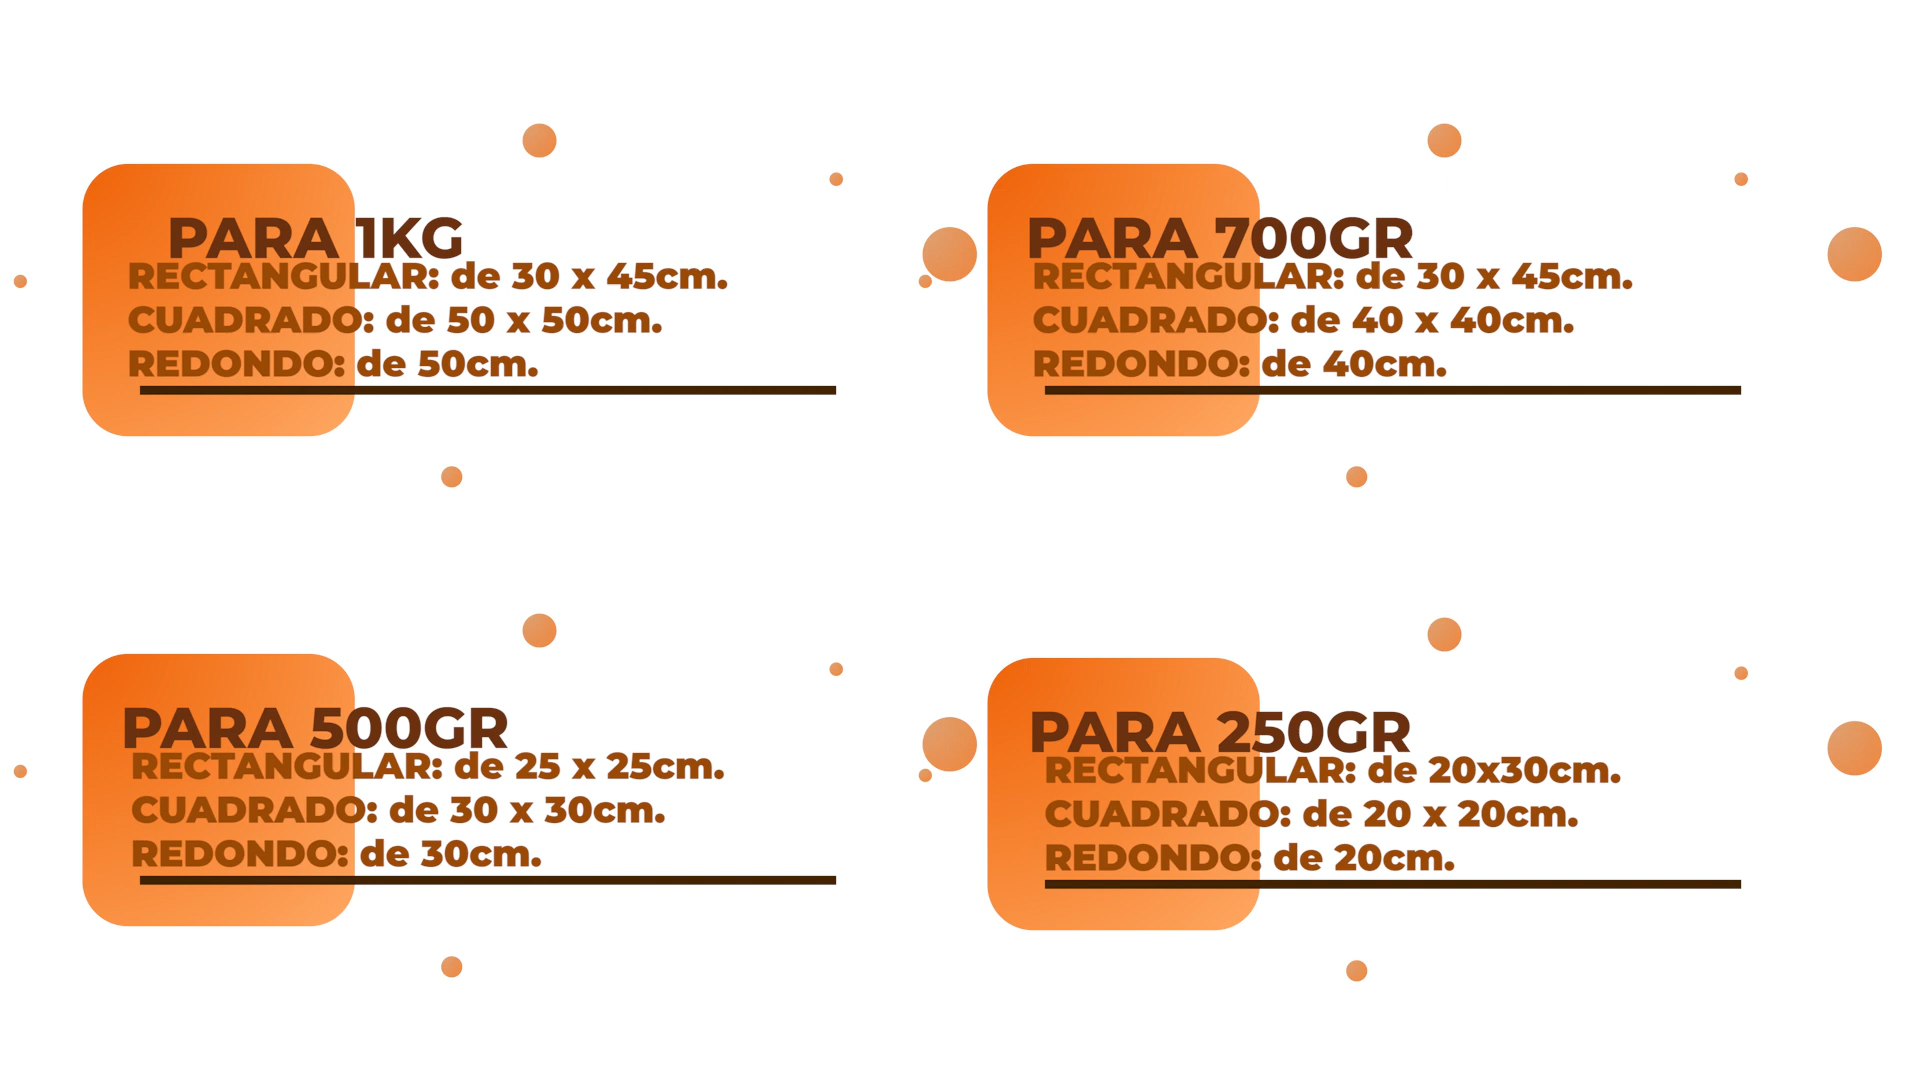 PARA 1KG
RECTANGULAR: de 30 x 45cm.
CUADRADO: de 50 x 50cm.
REDONDO: de 50cm.
PARA 700GR
RECTANGULAR: de 30 x 45cm.
CUADRADO: de 40 x 40cm.
REDONDO: de 40cm.
PARA 500GR
RECTANGULAR: de 25 x 25cm.
CUADRADO: de 30 x 30cm.
REDONDO: de 30cm.
PARA 250GR
RECTANGULAR: de 20x30cm.
CUADRADO: de 20 x 20cm.
REDONDO: de 20cm.